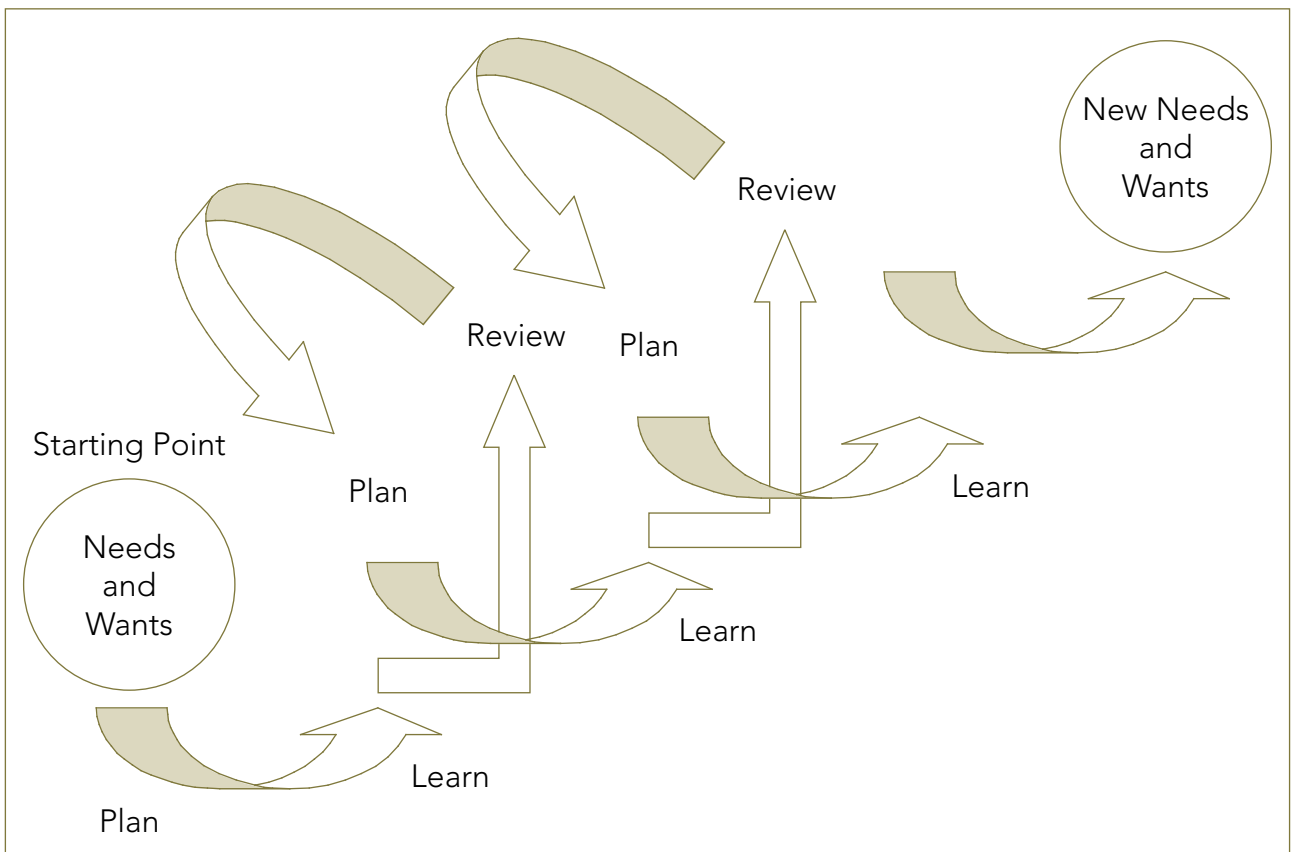 New Needs
and
Wants
Review
Review
Plan
Starting Point
Plan
Learn
Needs
and
Wants
Learn
Learn
Plan